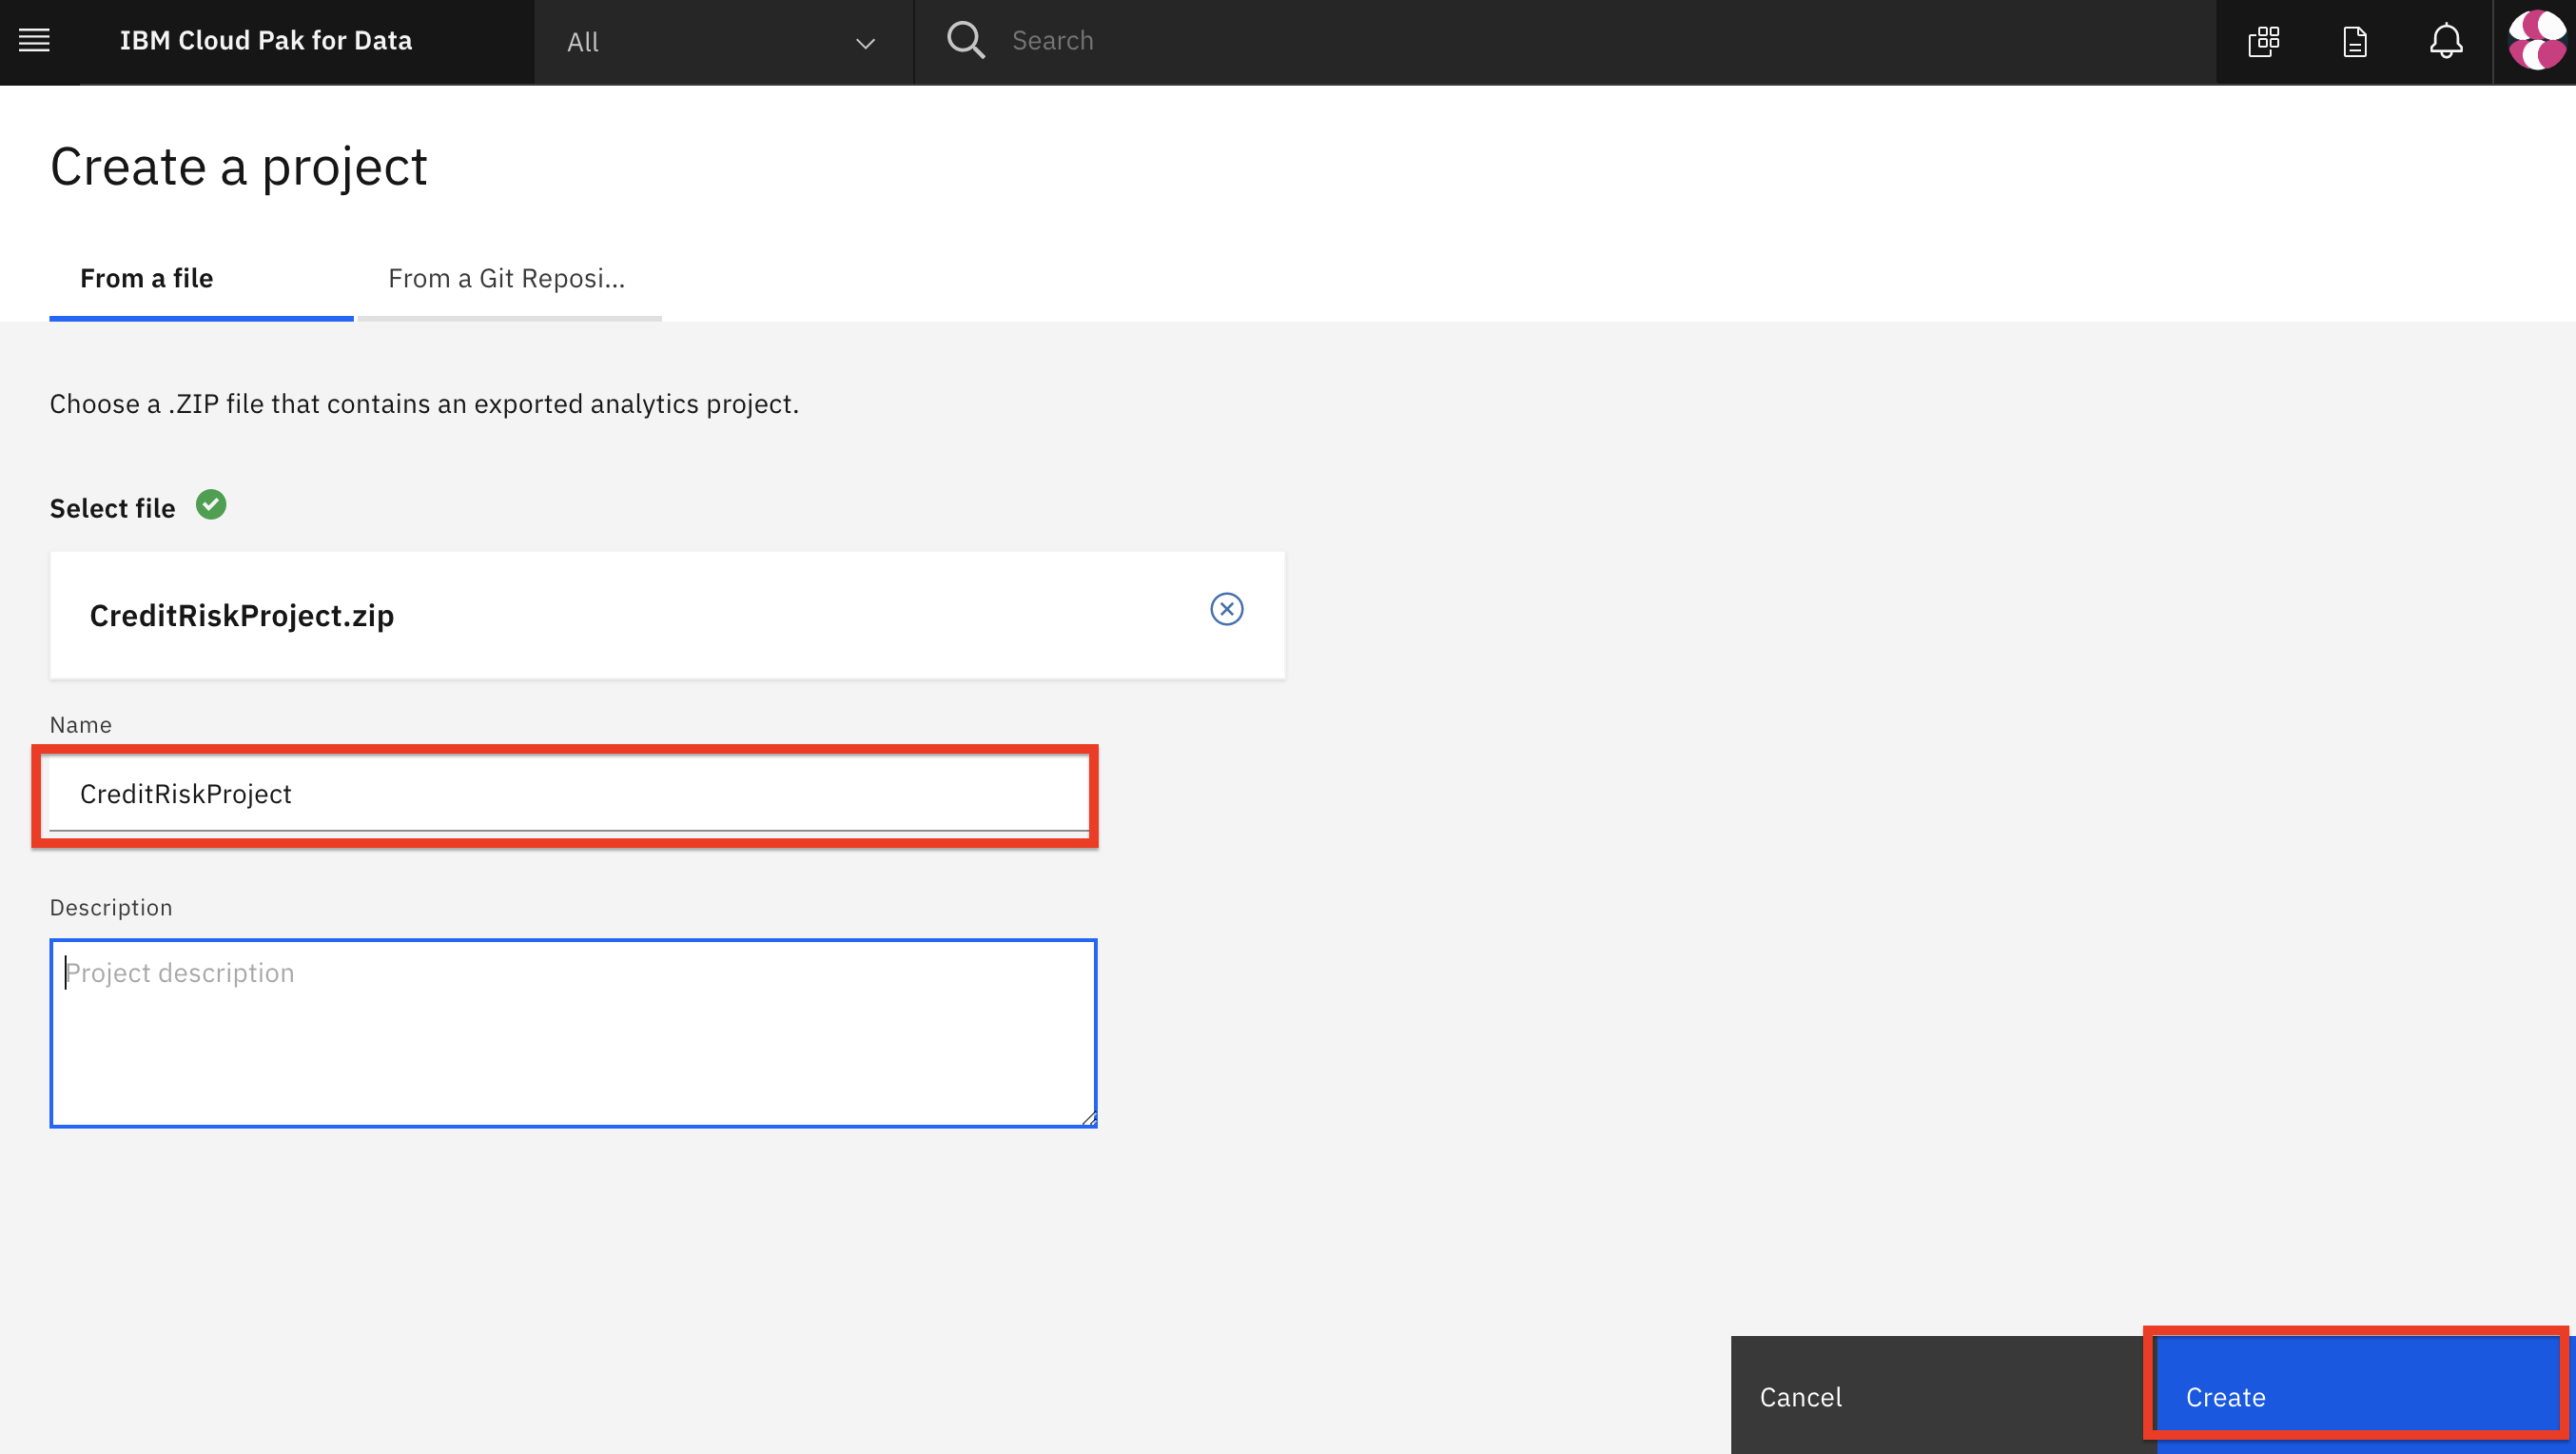 IBM Cloud Pak for Data
All
Search
Create a project
From a file
From a Git Reposi...
Choose a .ZIP file that contains an exported analytics project.
Select file
CreditRiskProject.zip
Name
CreditRiskProject
Description
Project description
Cancel
Create